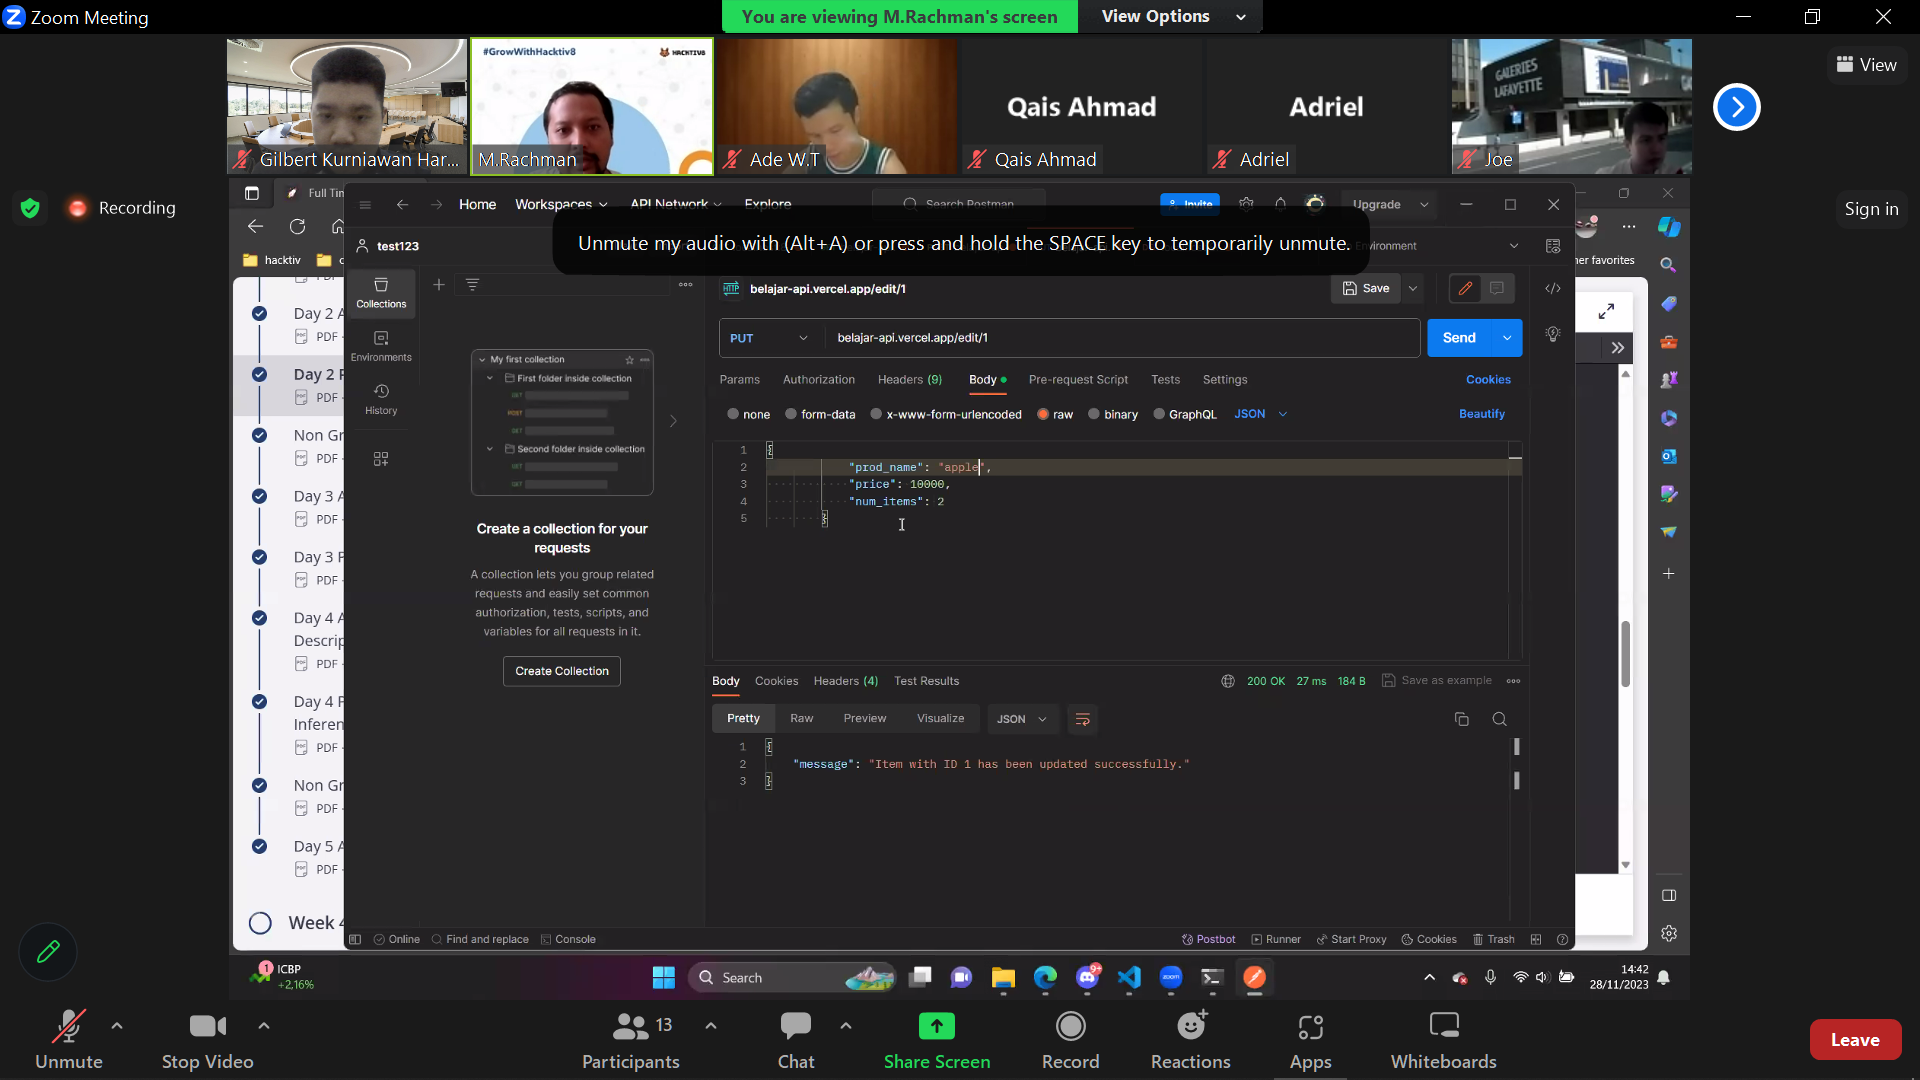 Zoom Meeting
You are viewing M.Rachman's screen
View Options
View
#GrowWithHacktiv8
HACKTIV8
GALERIES
LAFAYETTE
Qais Ahmad
Adriel
Gilbert Kurniawan Har...
M.Rachman
Ade W.T
Qais Ahmad
Adriel
Joe
Recording
Sign in
Full Tim
Home
Workspaces
API Network
Explore
Search Postman
Invite
Upgrade
test123
Unmute my audio with (Alt+A) or press and hold the SPACE key to temporarily unmute.
hacktiv
Collections
belajar-api.vercel.app/edit/1
Save
PUT
belajar-api.vercel.app/edit/1
Send
Environments
History
My first collection
First folder inside collection
GET
POST
GET
Second folder inside collection
GET
GET
Params
Authorization
Headers (9)
Body
Pre-request Script
Tests
Settings
Cookies
none
form-data
x-www-form-urlencoded
raw
binary
GraphQL
JSON
Beautify
1 {
2 "prod_name": "apple",
3 "price": 10000,
4 "num_items": 2
5 }
Create a collection for your
requests
A collection lets you group related
requests and easily set common
authorization, tests, scripts, and
variables for all requests in it.
Create Collection
Body
Cookies
Headers (4)
Test Results
200 OK
27 ms
184 B
Save as example
Pretty
Raw
Preview
Visualize
JSON
1 {
2 "message": "Item with ID 1 has been updated successfully."
3 }
Day 2 A
PDF
Day 2 P
PDF
Non Gr
PDF
Day 3 A
PDF
Day 3 P
PDF
Day 4 A
Descrip
PDF
Day 4 P
Inferen
PDF
Non Gr
PDF
Day 5 A
PDF
Week 4
Online
Find and replace
Console
Postbot
Runner
Start Proxy
Cookies
Trash
1
ICBP
+2,16%
Search
14:42
28/11/2023
Unmute
Stop Video
13
Participants
Chat
Share Screen
Record
Reactions
Apps
Whiteboards
Leave